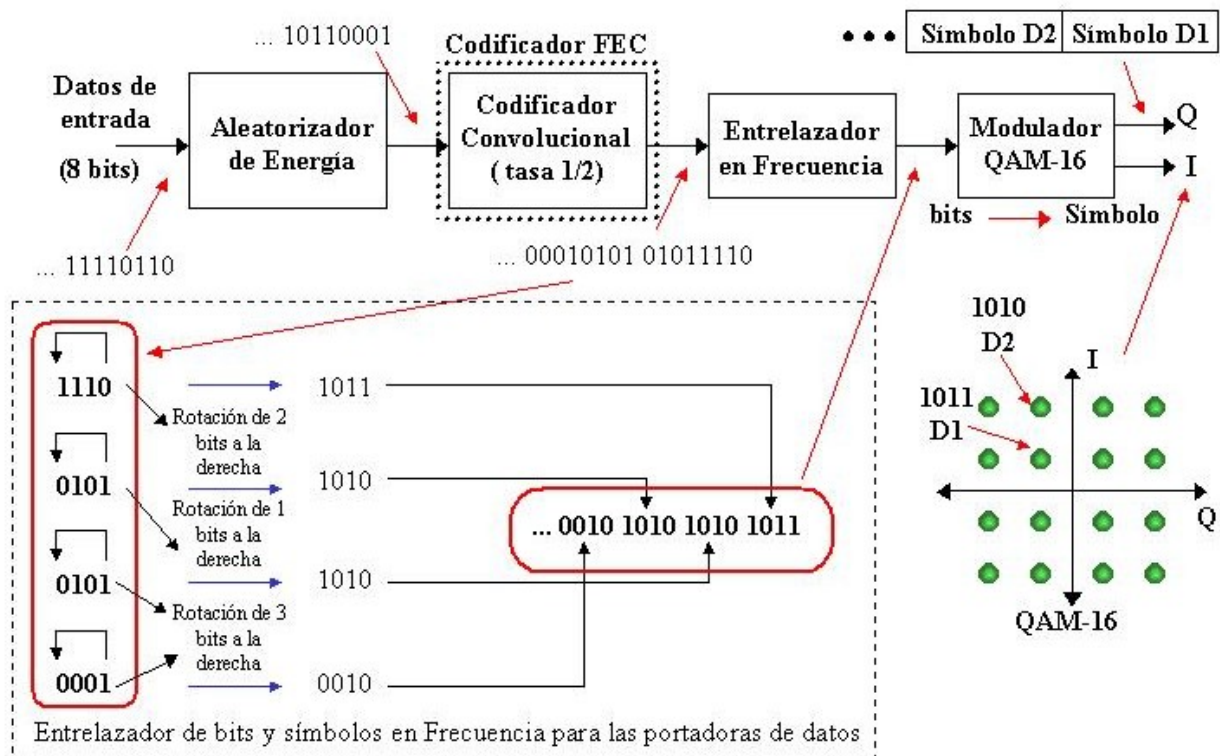 ... 10110001
Codificador FEC
••• Símbolo D2 Símbolo D1
Datos de
entrada
(8 bits)
Aleatorizador
de Energía
Codificador
Convolucional
( tasa 1/2)
Entrelazador
en Frecuencia
Modulador
QAM-16
Q
I
bits Símbolo
... 11110110
... 00010101 01011110
1110
Rotación de 2
bits a la
derecha
1011
0101
Rotación de 1
bits a la
derecha
1010
0101
Rotación de 3
bits a la
derecha
1010
0001
0010
... 0010 1010 1010 1011
Entrelazador de bits y símbolos en Frecuencia para las portadoras de datos
1010
D2
I
1011
D1
Q
QAM-16